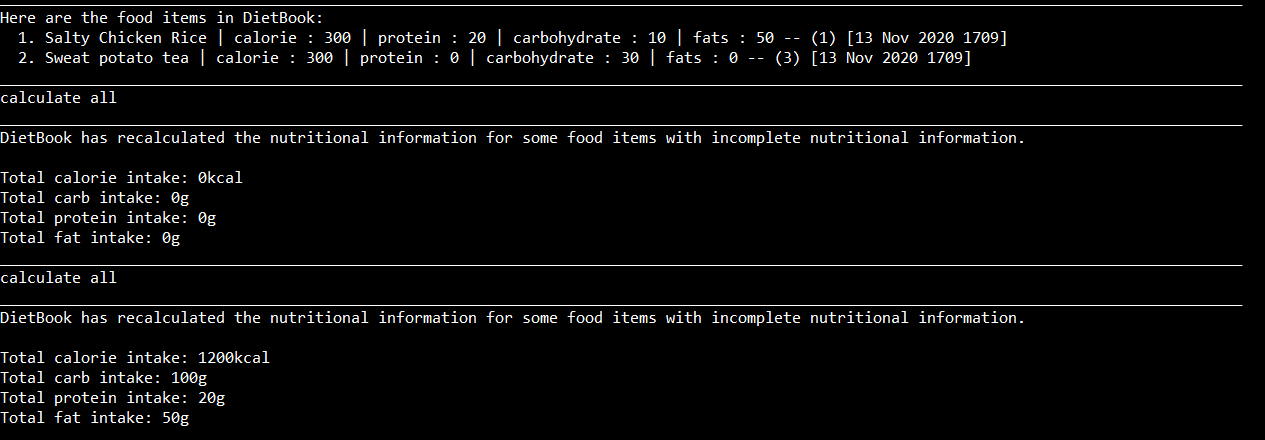 Here are the food items in DietBook:
1. Salty Chicken Rice | calorie : 300 | protein : 20 | carbohydrate : 10 | fats : 50 -- (1) [13 Nov 2020 1709]
2. Sweat potato tea | calorie : 300 | protein : 0 | carbohydrate : 30 | fats : 0 -- (3) [13 Nov 2020 1709]
calculate all
DietBook has recalculated the nutritional information for some food items with incomplete nutritional information.
Total calorie intake: 0kcal
Total carb intake: 0g
Total protein intake: 0g
Total fat intake: 0g
calculate all
DietBook has recalculated the nutritional information for some food items with incomplete nutritional information.
Total calorie intake: 1200kcal
Total carb intake: 100g
Total protein intake: 20g
Total fat intake: 50g